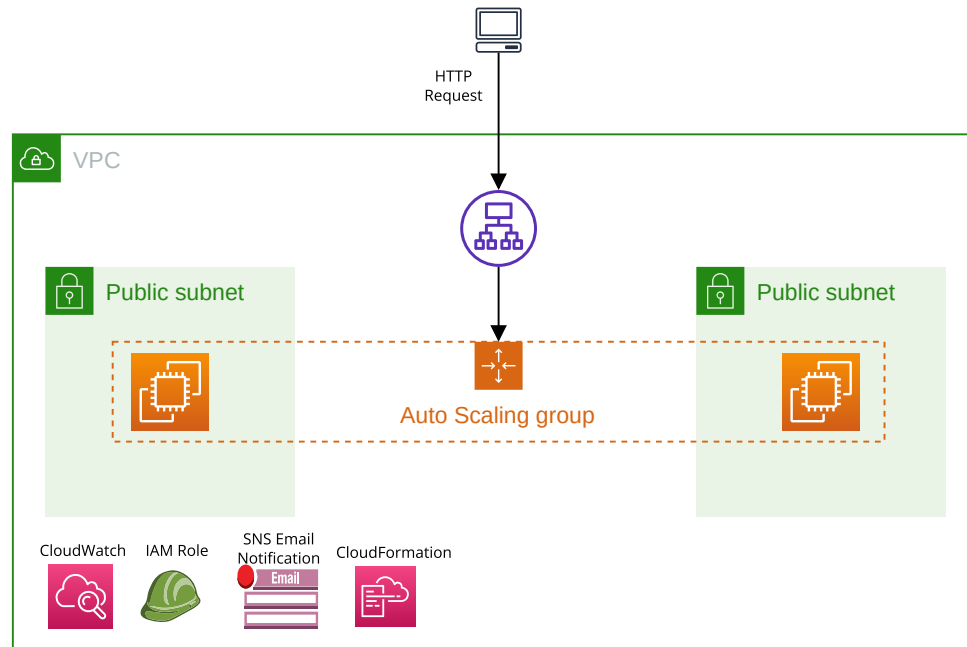 HTTP
Request
VPC
Public subnet
Public subnet
Auto Scaling group
CloudWatch
IAM Role
SNS Email
Notification
CloudFormation
Email